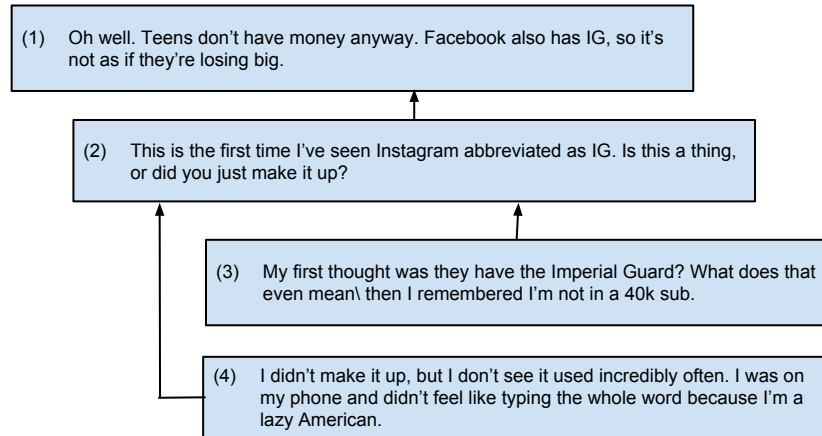 (1) Oh well. Teens don't have money anyway. Facebook also has IG, so it's
not as if they're losing big.
(2) This is the first time I've seen Instagram abbreviated as IG. Is this a thing,
or did you just make it up?
(3) My first thought was they have the Imperial Guard? What does that
even mean\ then I remembered I'm not in a 40k sub.
(4) I didn't make it up, but I don't see it used incredibly often. I was on
my phone and didn't feel like typing the whole word because I'm a
lazy American.